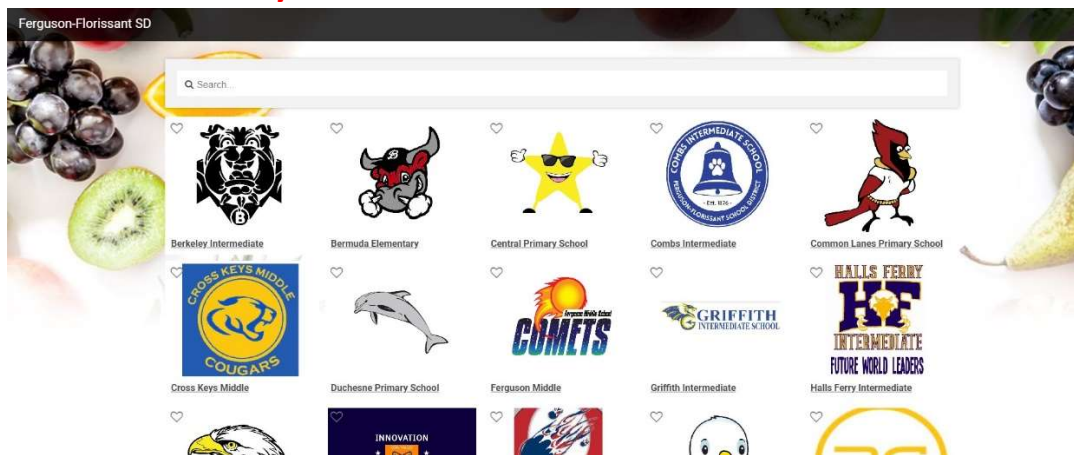 Ferguson-Florissant SD
Search...
B
B
COMBS INTERMEDIATE SCHOOL
- Est. 1876 -
FERGUSON-FLORISSANT SCHOOL DISTRICT
Berkeley Intermediate
Bermuda Elementary
Central Primary School
Combs Intermediate
Common Lanes Primary School
CROSS KEYS MIDDLE
COUGARS
Ferguson Middle School
COMETS
GRIFFITH
INTERMEDIATE SCHOOL
HALLS FERRY
HF
INTERMEDIATE
FUTURE WORLD LEADERS
Cross Keys Middle
Duchesne Primary School
Ferguson Middle
Griffith Intermediate
Halls Ferry Intermediate
INNOVATION